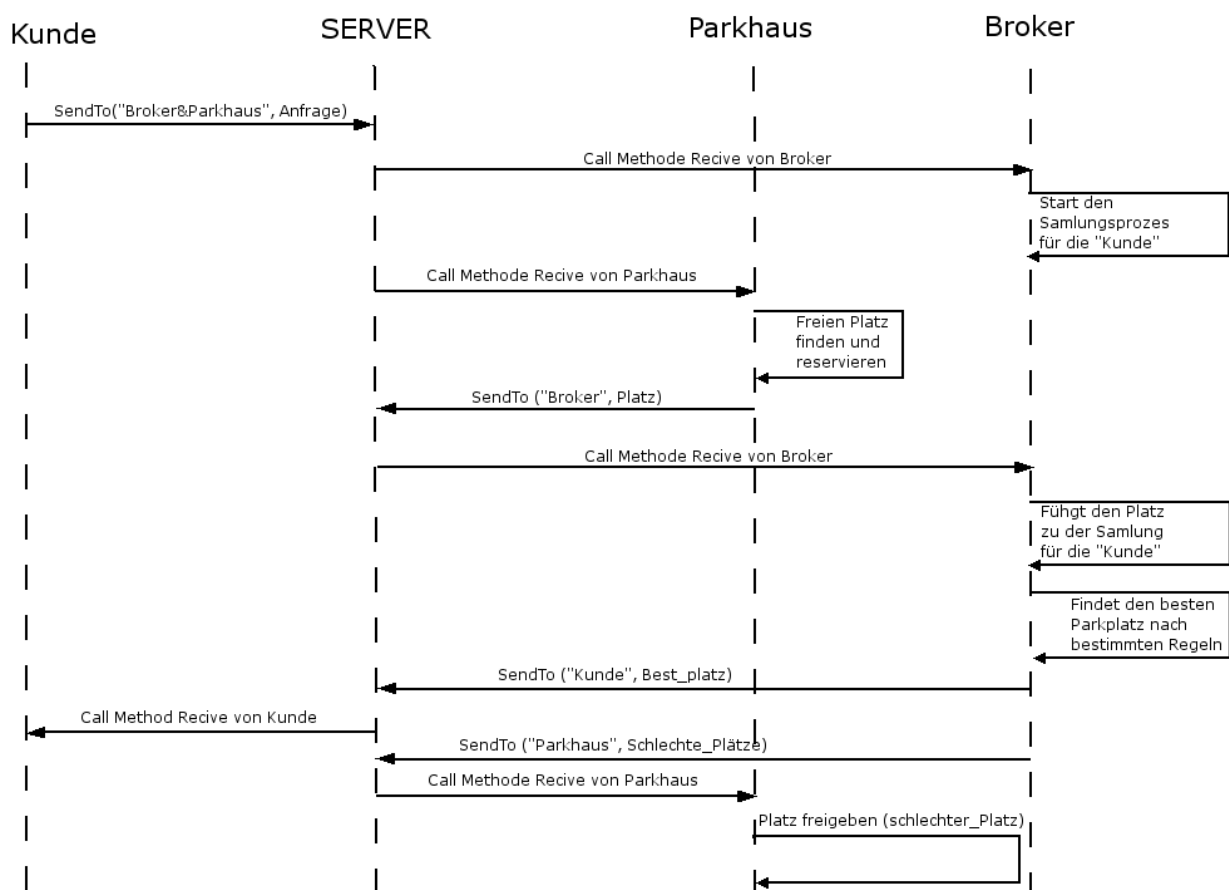 Kunde
SERVER
Parkhaus
Broker
SendTo("Broker&Parkhaus", Anfrage)
Call Methode Recive von Broker
Start den
Samlungsprozes
für die "Kunde"
Call Methode Recive von Parkhaus
Freien Platz
finden und
reservieren
SendTo ("Broker", Platz)
Call Methode Recive von Broker
Fühgt den Platz
zu der Samlung
für die "Kunde"
Findet den besten
Parkplatz nach
bestimmten Regeln
SendTo ("Kunde", Best_platz)
Call Method Recive von Kunde
SendTo ("Parkhaus", Schlechte_Plätze)
Call Methode Recive von Parkhaus
Platz freigeben (schlechter_Platz)